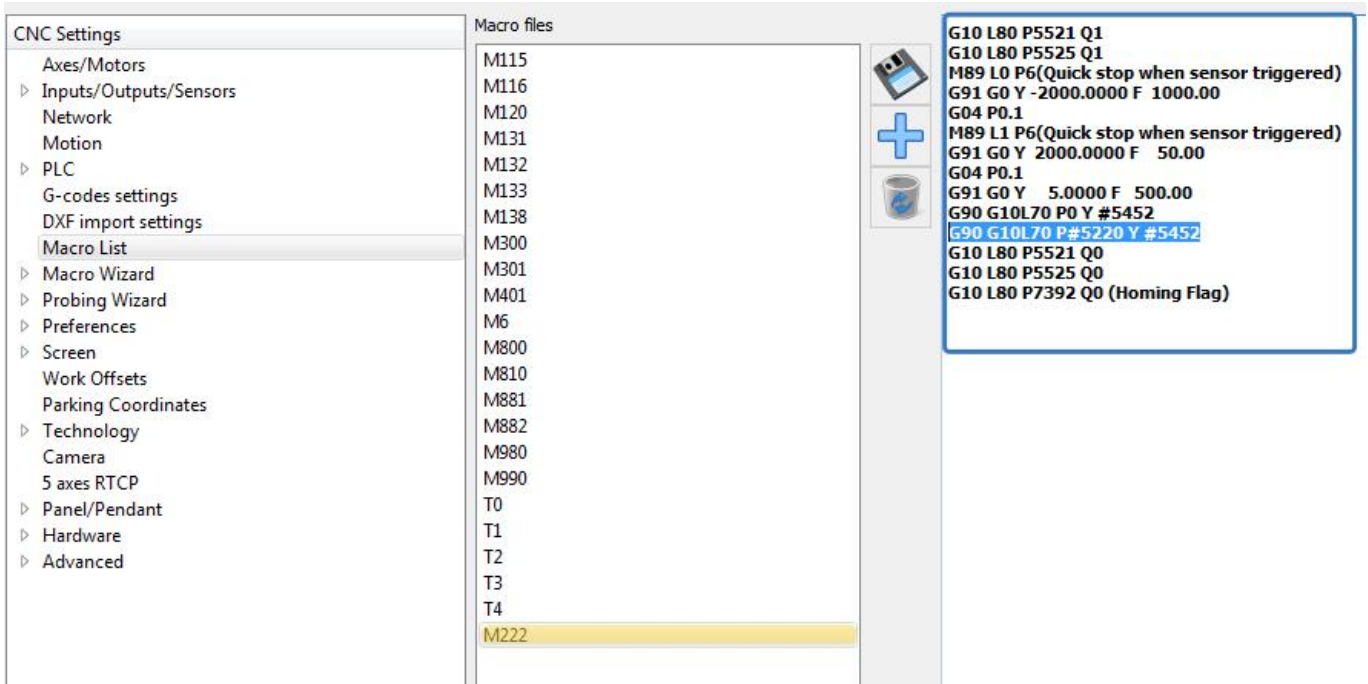 CNC Settings
Axes/Motors
Inputs/Outputs/Sensors
Network
Motion
PLC
G-codes settings
DXF import settings
Macro List
Macro Wizard
Probing Wizard
Preferences
Screen
Work Offsets
Parking Coordinates
Technology
Camera
5 axes RTCP
Panel/Pendant
Hardware
Advanced
Macro files
M115
M116
M120
M131
M132
M133
M138
M300
M301
M401
M6
M800
M810
M881
M882
M980
M990
T0
T1
T2
T3
T4
M222
G10 L80 P5521 Q1
G10 L80 P5525 Q1
M89 L0 P6(Quick stop when sensor triggered)
G91 G0 Y -2000.0000 F 1000.00
G04 P0.1
M89 L1 P6(Quick stop when sensor triggered)
G91 G0 Y 2000.0000 F 50.00
G04 P0.1
G91 G0 Y 5.0000 F 500.00
G90 G10L70 P0 Y #5452
G90 G10L70 P#5220 Y #5452
G10 L80 P5521 Q0
G10 L80 P5525 Q0
G10 L80 P7392 Q0 (Homing Flag)